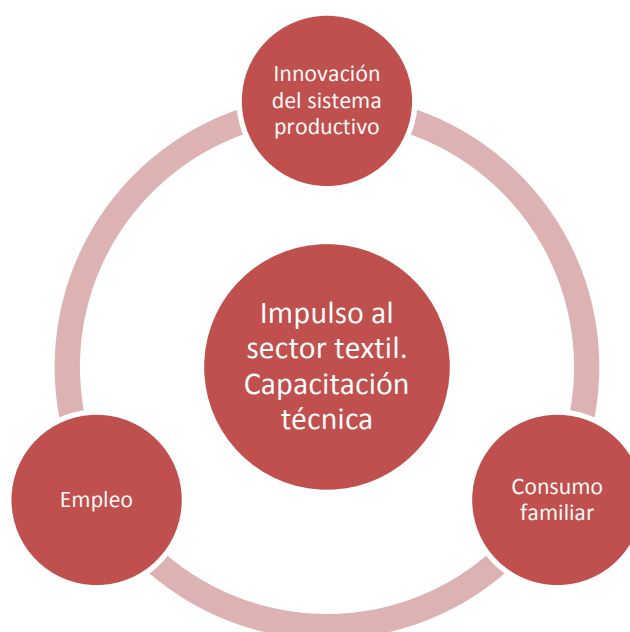 Innovación
del sistema
productivo
Impulso al
sector textil.
Capacitación
técnica
Empleo
Consumo
familiar